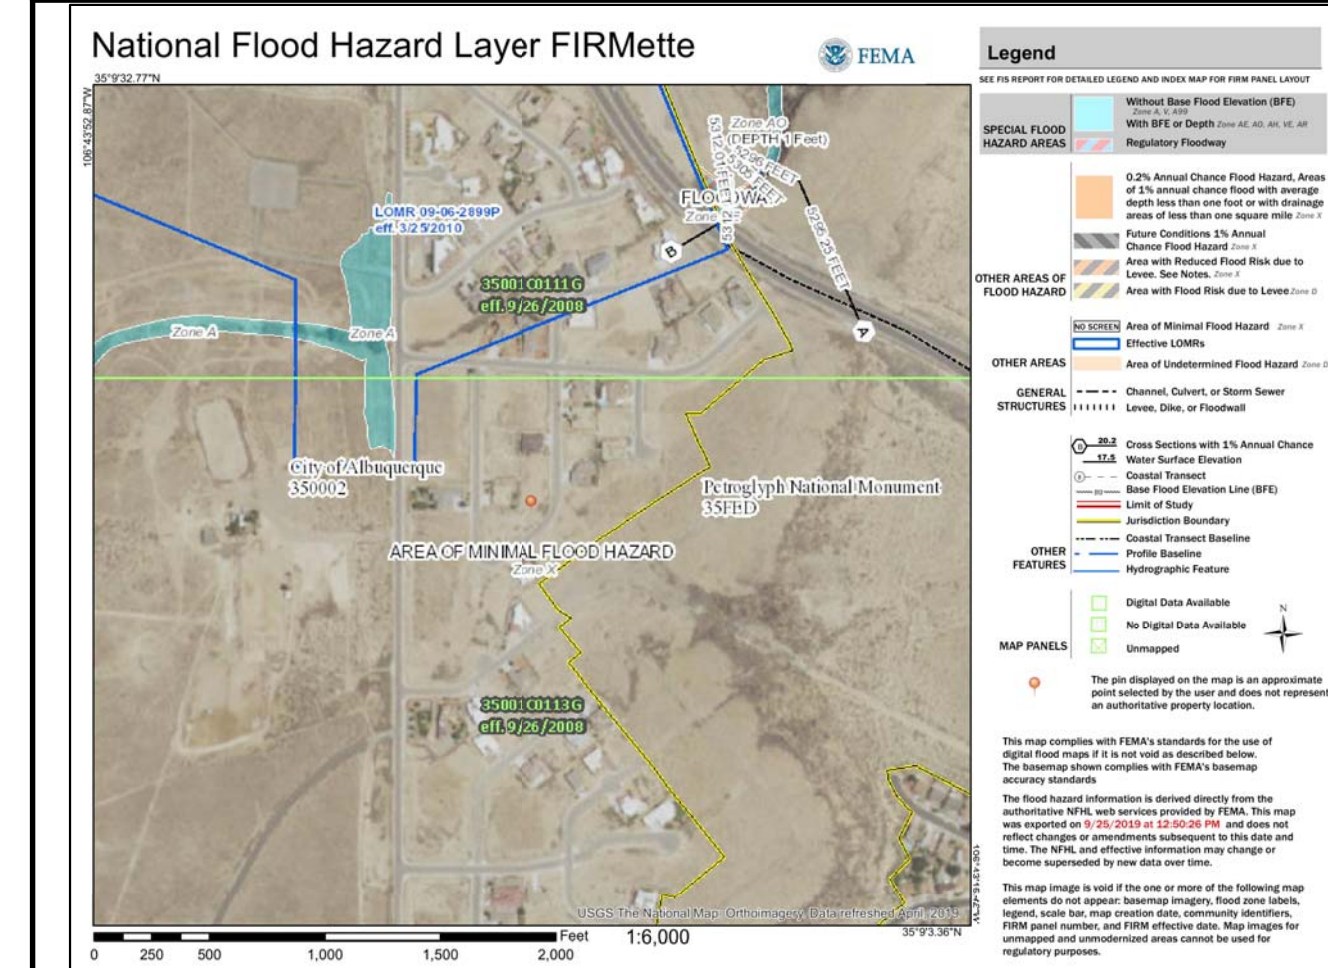 National Flood Hazard Layer FIRMette
FEMA
Legend
SEE FIS REPORT FOR DETAILED LEGEND AND INDEX MAP FOR FIRM PANEL LAYOUT
35°9'32.77"N
106°43'52.87"W
Zone AO
(DEPTH 1 Feet)
5295 FEET
5305 FEET
5312.01 FEET
5312
5295.25 FEET
Zone
B
A
LOMR 09-06-2899P
eff. 3/25/2010
35001C0111G
eff. 9/26/2008
Zone A
Zone A
City of Albuquerque
350002
Petroglyph National Monument
35FED
AREA OF MINIMAL FLOOD HAZARD
Zone X
35001C0113G
eff. 9/26/2008
USGS The National Map: Orthoimagery. Data refreshed April, 2019.
35°9'3.36"N
Feet
1:6,000
0 250 500 1,000 1,500 2,000
SPECIAL FLOOD
HAZARD AREAS
Without Base Flood Elevation (BFE)
Zone A, V, A99
With BFE or Depth Zone AE, AO, AH, VE, AR
Regulatory Floodway
OTHER AREAS OF
FLOOD HAZARD
0.2% Annual Chance Flood Hazard, Areas
of 1% annual chance flood with average
depth less than one foot or with drainage
areas of less than one square mile Zone X
Future Conditions 1% Annual
Chance Flood Hazard Zone X
Area with Reduced Flood Risk due to
Levee. See Notes. Zone X
Area with Flood Risk due to Levee Zone D
OTHER AREAS
NO SCREEN Area of Minimal Flood Hazard Zone X
Effective LOMRs
Area of Undetermined Flood Hazard Zone D
GENERAL
STRUCTURES
Channel, Culvert, or Storm Sewer
Levee, Dike, or Floodwall
OTHER
FEATURES
20.2 Cross Sections with 1% Annual Chance
17.5 Water Surface Elevation
Coastal Transect
Base Flood Elevation Line (BFE)
Limit of Study
Jurisdiction Boundary
Coastal Transect Baseline
Profile Baseline
Hydrographic Feature
MAP PANELS
Digital Data Available
No Digital Data Available
Unmapped
N
The pin displayed on the map is an approximate
point selected by the user and does not represent
an authoritative property location.
This map complies with FEMA's standards for the use of
digital flood maps if it is not void as described below.
The basemap shown complies with FEMA's basemap
accuracy standards
The flood hazard information is derived directly from the
authoritative NFHL web services provided by FEMA. This map
was exported on 9/25/2019 at 12:50:26 PM and does not
reflect changes or amendments subsequent to this date and
time. The NFHL and effective information may change or
become superseded by new data over time.
This map image is void if the one or more of the following map
elements do not appear: basemap imagery, flood zone labels,
legend, scale bar, map creation date, community identifiers,
FIRM panel number, and FIRM effective date. Map images for
unmapped and unmodernized areas cannot be used for
regulatory purposes.